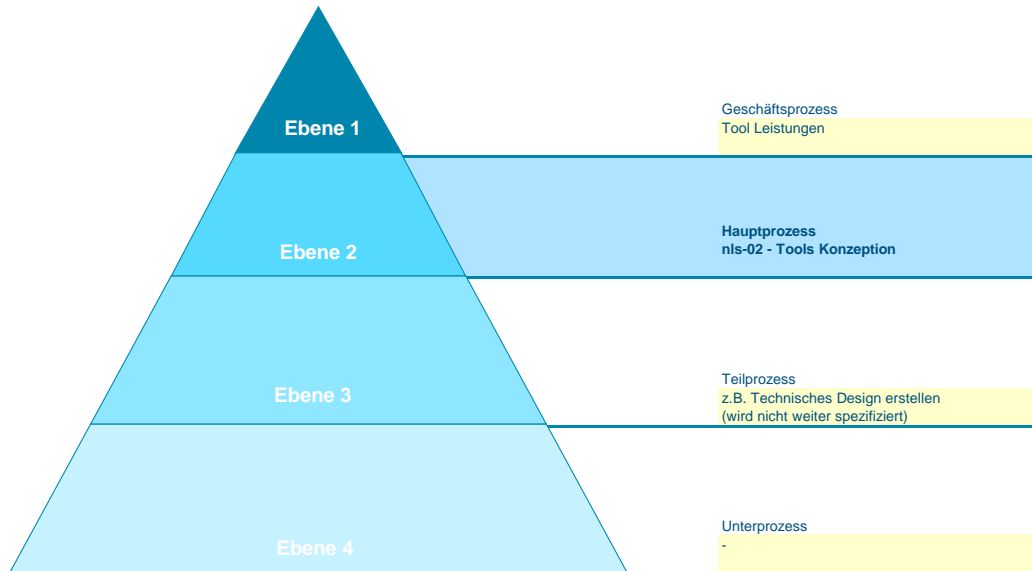 Ebene 1
Geschäftsprozess
Tool Leistungen
Ebene 2
Hauptprozess
nls-02 - Tools Konzeption
Ebene 3
Teilprozess
z.B. Technisches Design erstellen
(wird nicht weiter spezifiziert)
Ebene 4
Unterprozess
-